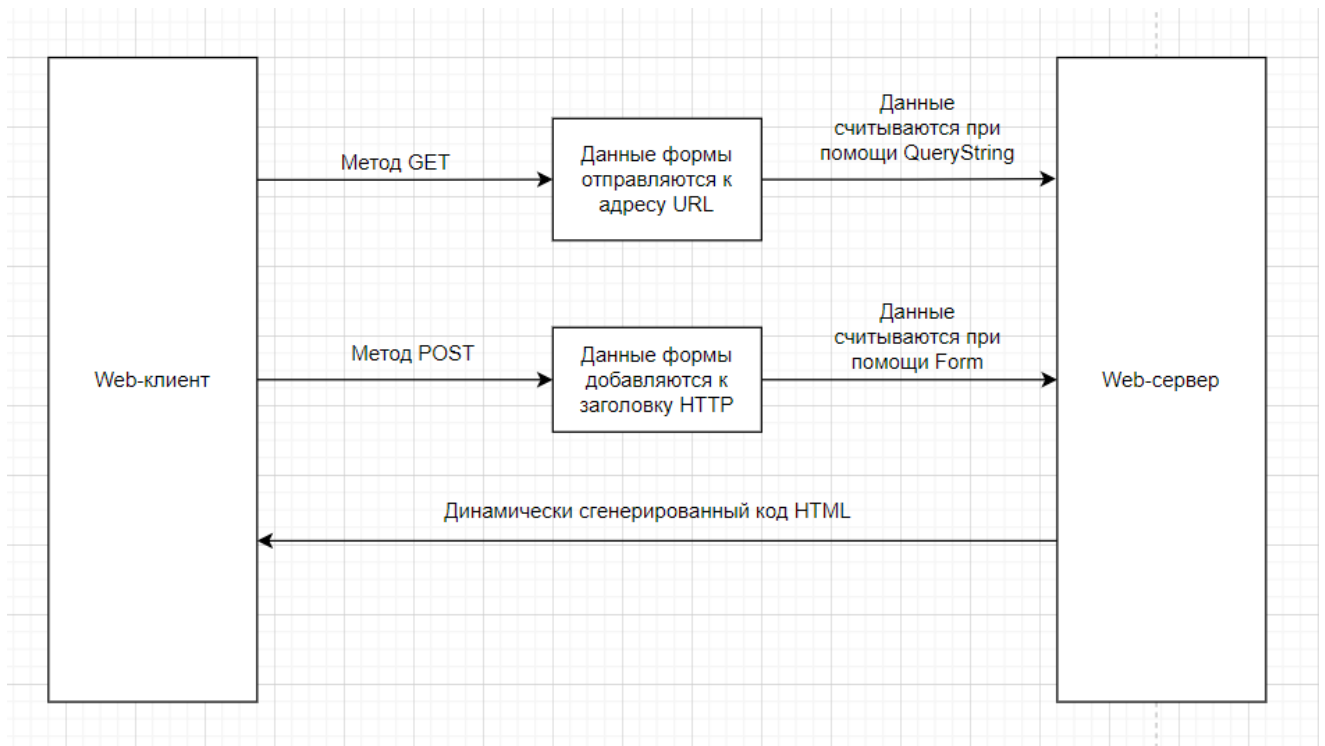 Данные
считываются при
помощи QueryString
Метод GET
Данные формы
отправляются к
адресу URL
Данные
считываются при
помощи Form
Метод POST
Данные формы
добавляются к
заголовку HTTP
Web-клиент
Web-сервер
Динамически сгенерированный код HTML